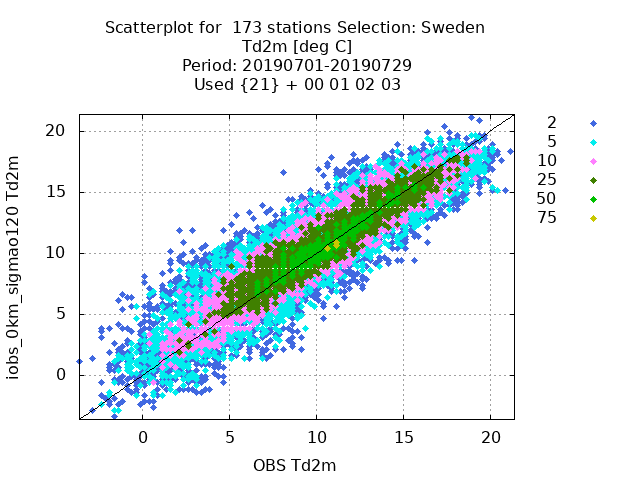 Scatterplot for 173 stations Selection: Sweden
Td2m [deg C]
Period: 20190701-20190729
Used {21} + 00 01 02 03
2
5
10
25
50
75
20
15
10
5
0
iobs_0km_sigmao120 Td2m
0 5 10 15 20
OBS Td2m